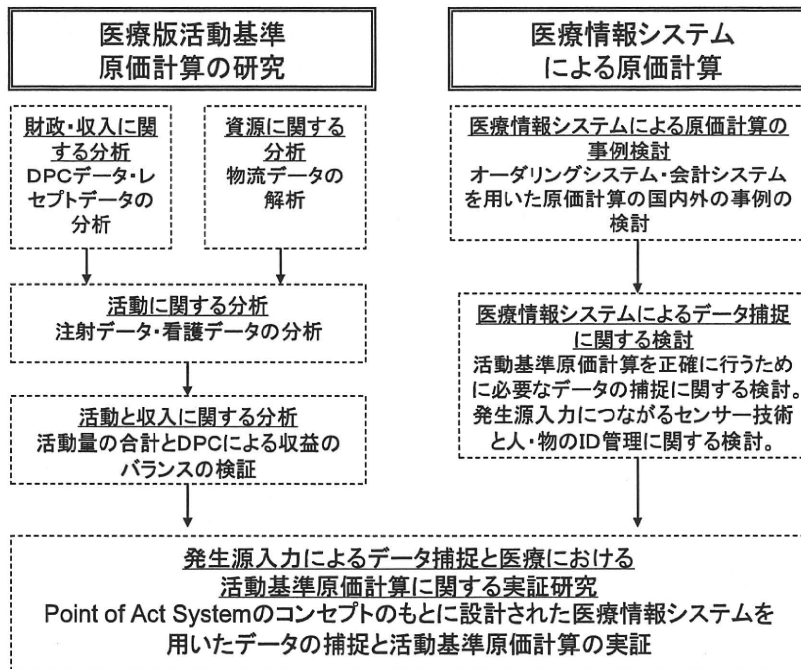 医療版活動基準
原価計算の研究
医療情報システム
による原価計算
財政・収入に関
する分析
DPCデータ・レ
セプトデータの
分析
資源に関する
分析
物流データの
解析
医療情報システムによる原価計算の
事例検討
オーダリングシステム・会計システム
を用いた原価計算の国内外の事例の
検討
活動に関する分析
注射データ・看護データの分析
医療情報システムによるデータ捕捉
に関する検討
活動基準原価計算を正確に行うため
に必要なデータの捕捉に関する検討。
発生源入力につながるセンサー技術
と人・物のID管理に関する検討。
活動と収入に関する分析
活動量の合計とDPCによる収益の
バランスの検証
発生源入力によるデータ捕捉と医療における
活動基準原価計算に関する実証研究
Point of Act Systemのコンセプトのもとに設計された医療情報システムを
用いたデータの捕捉と活動基準原価計算の実証